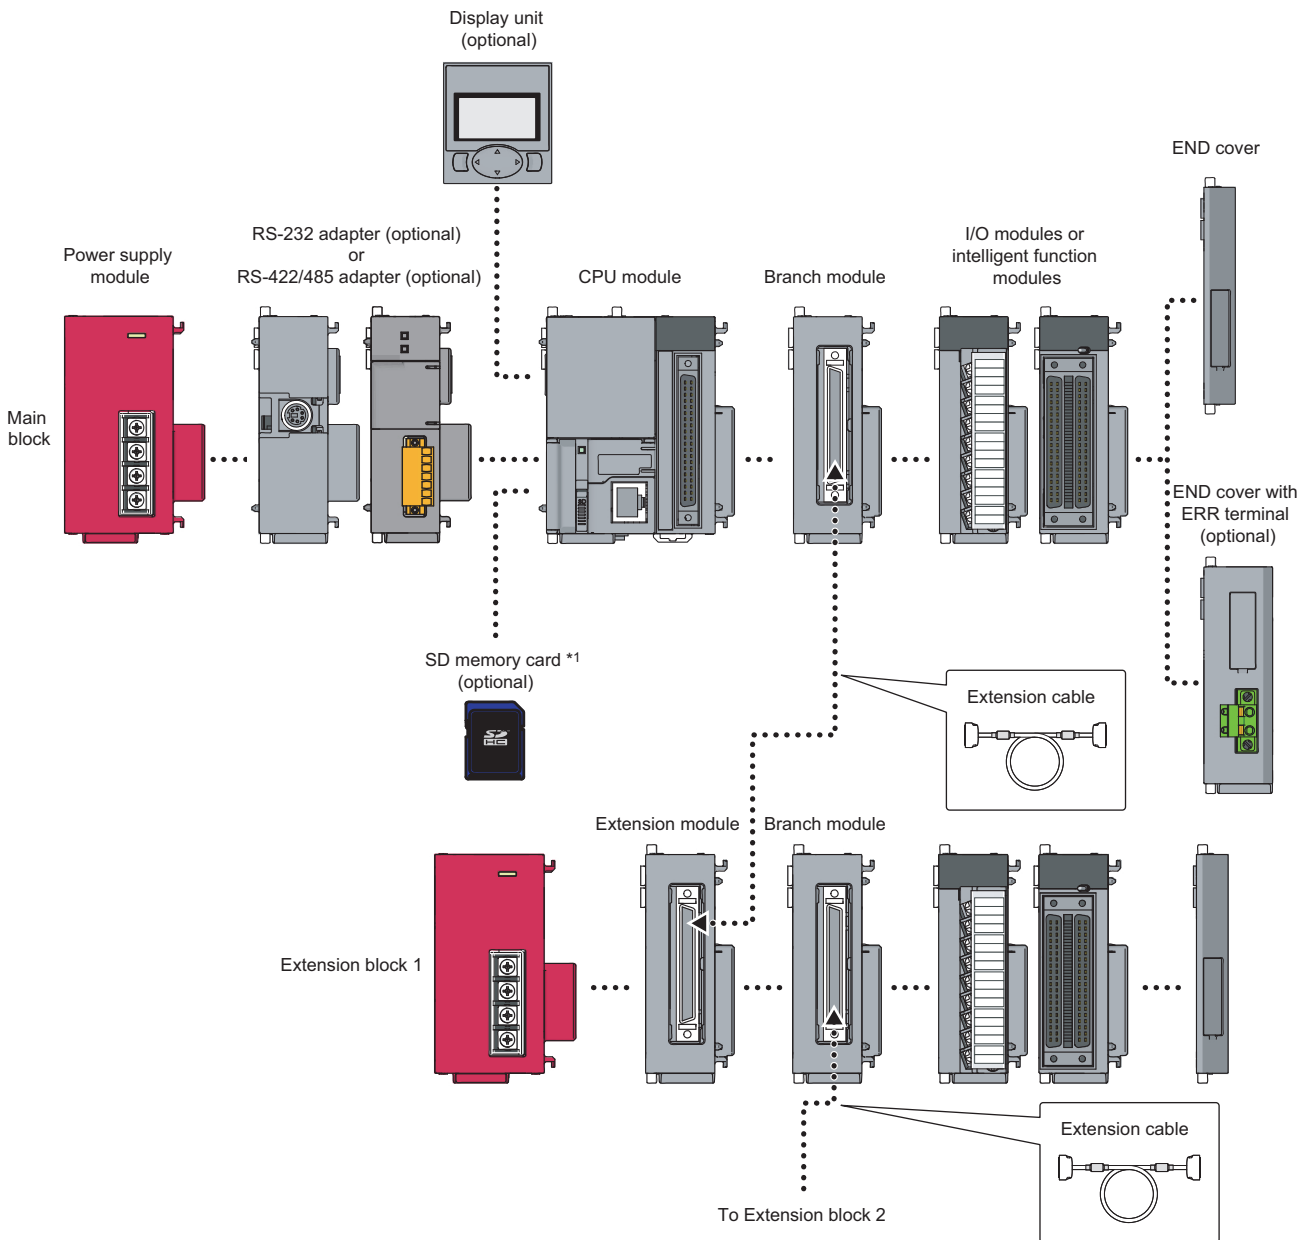 Display unit
(optional)
END cover
RS-232 adapter (optional)
or
RS-422/485 adapter (optional)
Power supply
module
CPU module
Branch module
I/O modules or
intelligent function
modules
Main
block
END cover with
ERR terminal
(optional)
SD memory card *1
(optional)
SD
HC
Extension cable
Extension module
Branch module
Extension block 1
Extension cable
To Extension block 2